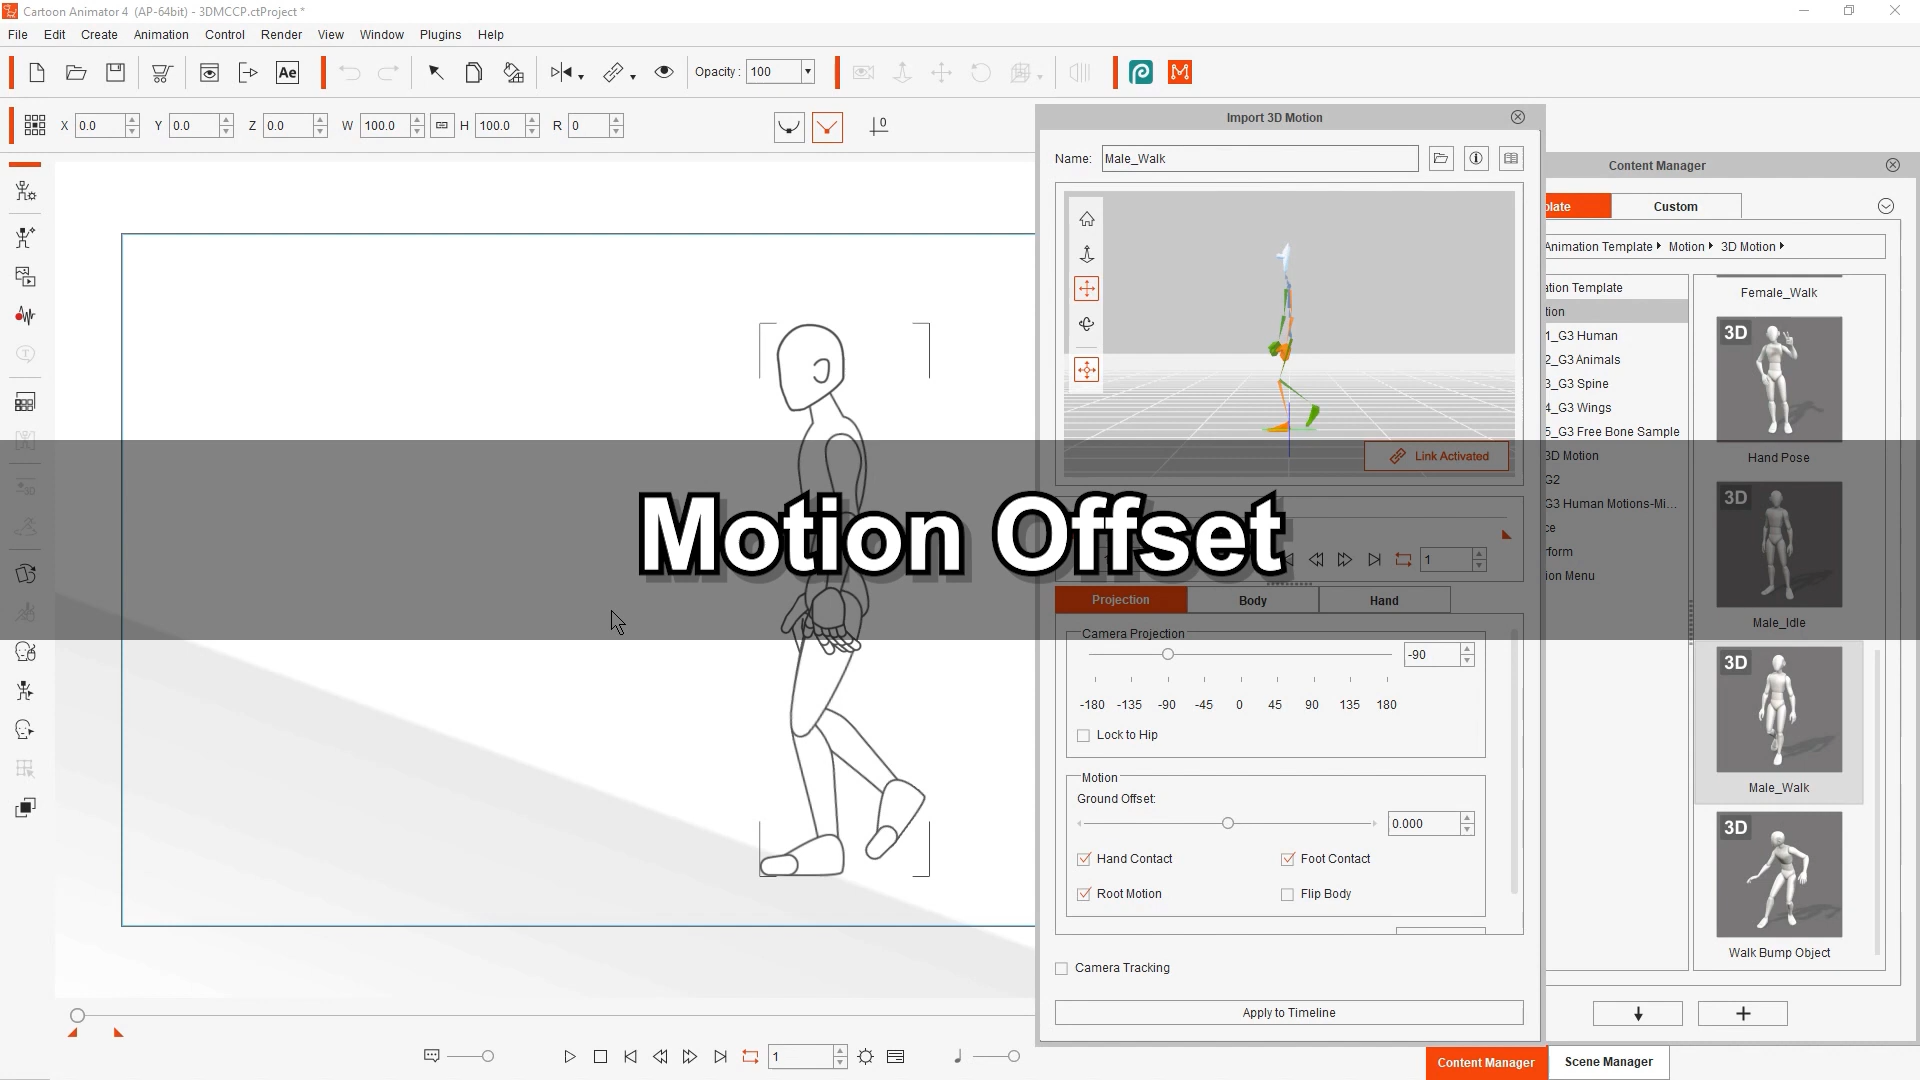 Cartoon Animator 4 (AP-64bit) - 3DMCCP.ctProject *
File Edit Create Animation Control Render View Window Plugins Help
Ae
Opacity : 100
X 0.0 Y 0.0 Z 0.0 W 100.0 H 100.0 R 0
0
Import 3D Motion
Name: Male_Walk
Link Activated
Motion Offset
1
Projection Body Hand
Camera Projection
-90
-180 -135 -90 -45 0 45 90 135 180
Lock to Hip
Motion
Ground Offset:
0.000
Hand Contact Foot Contact
Root Motion Flip Body
Camera Tracking
Apply to Timeline
Content Manager
plate Custom
Animation Template Motion 3D Motion
ation Template
tion
1_G3 Human
2_G3 Animals
3_G3 Spine
4_G3 Wings
5_G3 Free Bone Sample
3D Motion
G2
G3 Human Motions-Mi...
ce
rform
ion Menu
Female_Walk
3D
Hand Pose
3D
Male_Idle
3D
Male_Walk
3D
Walk Bump Object
1
Content Manager Scene Manager